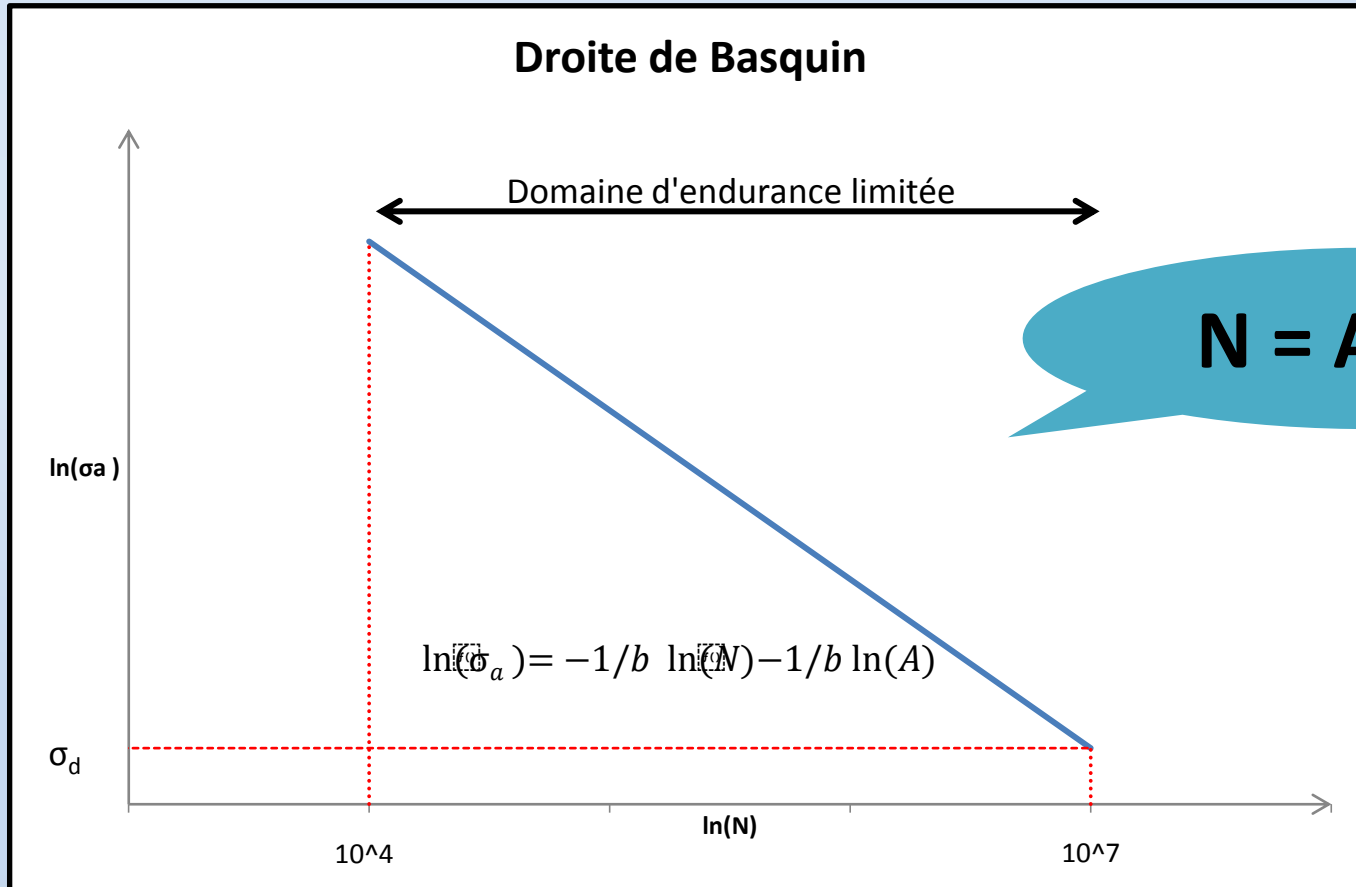 Droite de Basquin
Domaine d'endurance limitée
N = A
ln(σa )
ln(σ_a )= −1/b ln(N)−1/b ln(A)
σd
ln(N)
10^4
10^7